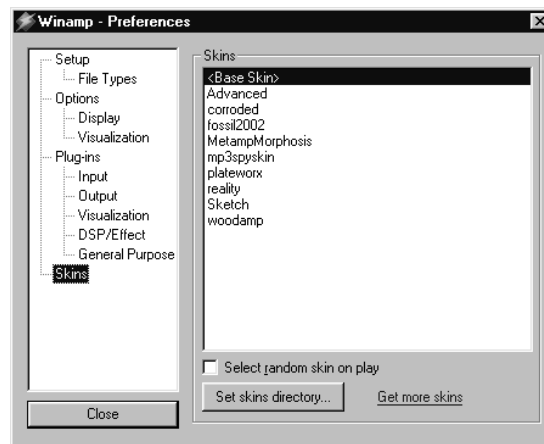 Winamp - Preferences
Setup
File Types
Options
Display
Visualization
Plug-ins
Input
Output
Visualization
DSP/Effect
General Purpose
Skins
Close
Skins
<Base Skin>
Advanced
corroded
fossil2002
MetampMorphosis
mp3spyskin
plateworx
reality
Sketch
woodamp
Select random skin on play
Set skins directory...
Get more skins